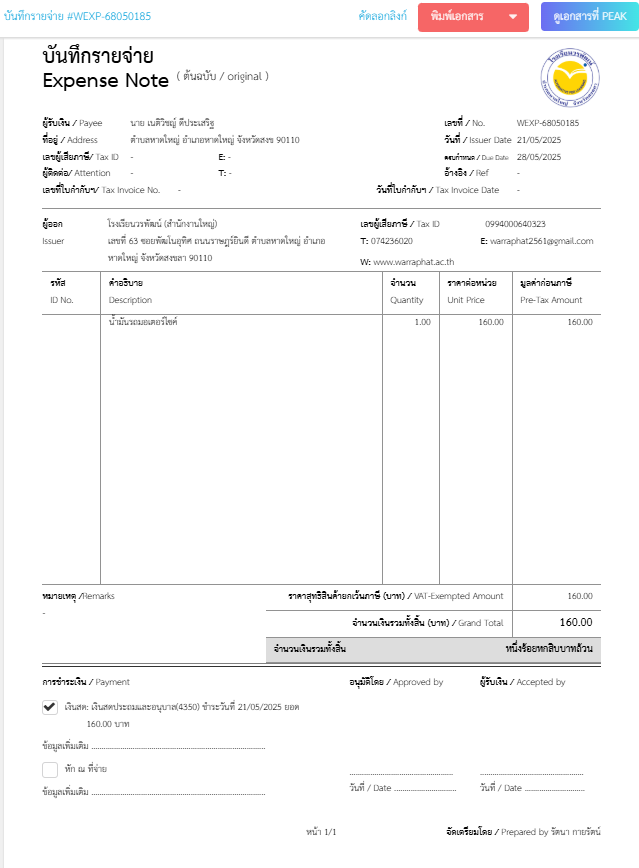 บันทึกรายจ่าย #WEXP-68050185 คัดลอกลิงก์ พิมพ์เอกสาร ดูเอกสารที่ PEAK
บันทึกรายจ่าย
Expense Note ( ต้นฉบับ / original )
ผู้รับเงิน / Payee นาย เนติวิชญ์ ดีประเสริฐ เลขที่ / No. WEXP-68050185
ที่อยู่ / Address ตำบลหาดใหญ่ อำเภอหาดใหญ่ จังหวัดสงข 90110 วันที่ / Issuer Date 21/05/2025
เลขผู้เสียภาษี/ Tax ID - E: - ครบกำหนด / Due Date 28/05/2025
ผู้ติดต่อ/ Attention - T: - อ้างอิง / Ref -
เลขที่ใบกำกับฯ/ Tax Invoice No. - วันที่ใบกำกับฯ / Tax Invoice Date -
ผู้ออก โรงเรียนวรพัฒน์ (สำนักงานใหญ่) เลขผู้เสียภาษี / Tax ID 0994000640323
Issuer เลขที่ 63 ซอยพัฒโนอุทิศ ถนนราษฎร์ยินดี ตำบลหาดใหญ่ อำเภอ T: 074236020 E: warraphat2561@gmail.com
หาดใหญ่ จังหวัดสงขลา 90110 W: www.warraphat.ac.th
รหัส คำอธิบาย จำนวน ราคาต่อหน่วย มูลค่าก่อนภาษี
ID No. Description Quantity Unit Price Pre-Tax Amount
น้ำมันรถมอเตอร์ไซค์ 1.00 160.00 160.00
หมายเหตุ /Remarks ราคาสุทธิสินค้ายกเว้นภาษี (บาท) / VAT-Exempted Amount 160.00
-
จำนวนเงินรวมทั้งสิ้น (บาท) / Grand Total 160.00
จำนวนเงินรวมทั้งสิ้น หนึ่งร้อยหกสิบบาทถ้วน
การชำระเงิน / Payment อนุมัติโดย / Approved by ผู้รับเงิน / Accepted by
เงินสด: เงินสดประถมและอนุบาล(4350) ชำระวันที่ 21/05/2025 ยอด
160.00 บาท
ข้อมูลเพิ่มเติม
หัก ณ ที่จ่าย
ข้อมูลเพิ่มเติม วันที่ / Date วันที่ / Date
หน้า 1/1 จัดเตรียมโดย / Prepared by รัตนา กายรัตน์